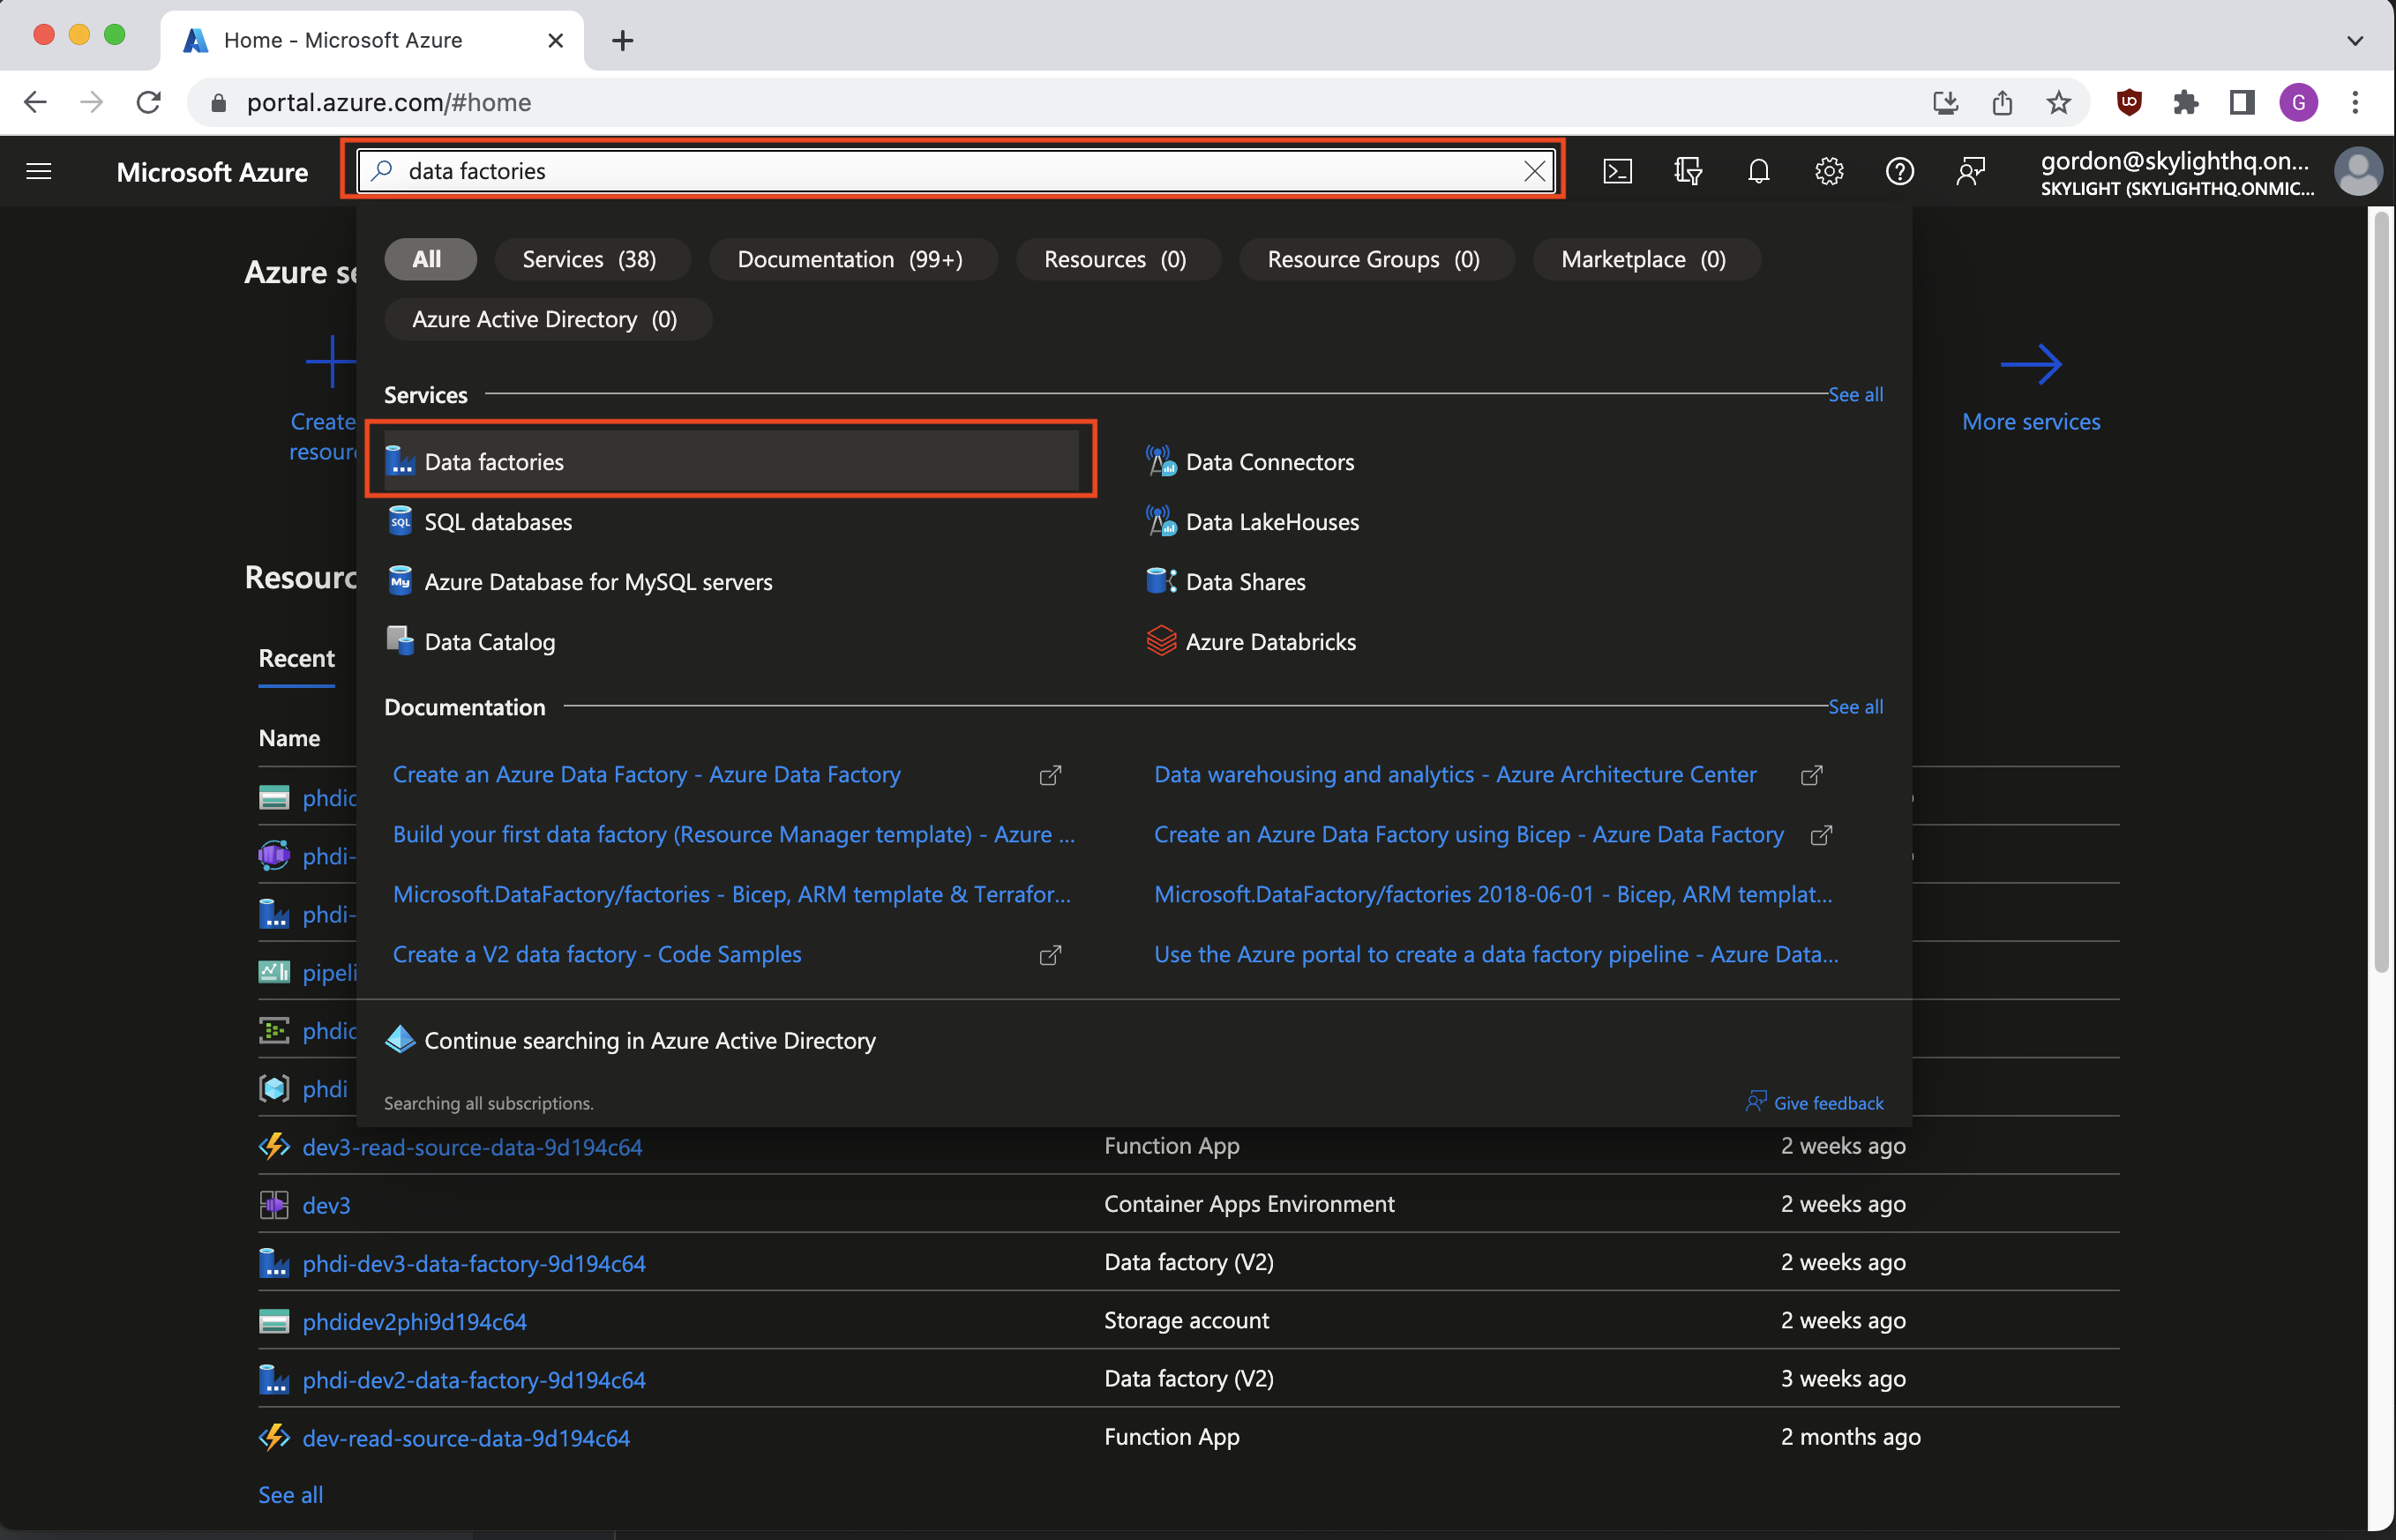 Home - Microsoft Azure
portal.azure.com/#home
G
Microsoft Azure
data factories
gordon@skylighthq.on...
SKYLIGHT (SKYLIGHTHQ.ONMIC...
All
Services (38)
Documentation (99+)
Resources (0)
Resource Groups (0)
Marketplace (0)
Azure Active Directory (0)
Azure se
Create
resour
More services
Services
See all
Data factories
Data Connectors
SQL databases
Data LakeHouses
Azure Database for MySQL servers
Data Shares
Data Catalog
Azure Databricks
Documentation
See all
Create an Azure Data Factory - Azure Data Factory
Data warehousing and analytics - Azure Architecture Center
Build your first data factory (Resource Manager template) - Azure ...
Create an Azure Data Factory using Bicep - Azure Data Factory
Microsoft.DataFactory/factories - Bicep, ARM template & Terrafor...
Microsoft.DataFactory/factories 2018-06-01 - Bicep, ARM templat...
Create a V2 data factory - Code Samples
Use the Azure portal to create a data factory pipeline - Azure Data...
Continue searching in Azure Active Directory
Searching all subscriptions.
Give feedback
Resourc
Recent
Name
phdid
phdi-
phdi-
pipeli
phdid
phdi
dev3-read-source-data-9d194c64 Function App 2 weeks ago
dev3 Container Apps Environment 2 weeks ago
phdi-dev3-data-factory-9d194c64 Data factory (V2) 2 weeks ago
phdidev2phi9d194c64 Storage account 2 weeks ago
phdi-dev2-data-factory-9d194c64 Data factory (V2) 3 weeks ago
dev-read-source-data-9d194c64 Function App 2 months ago
See all